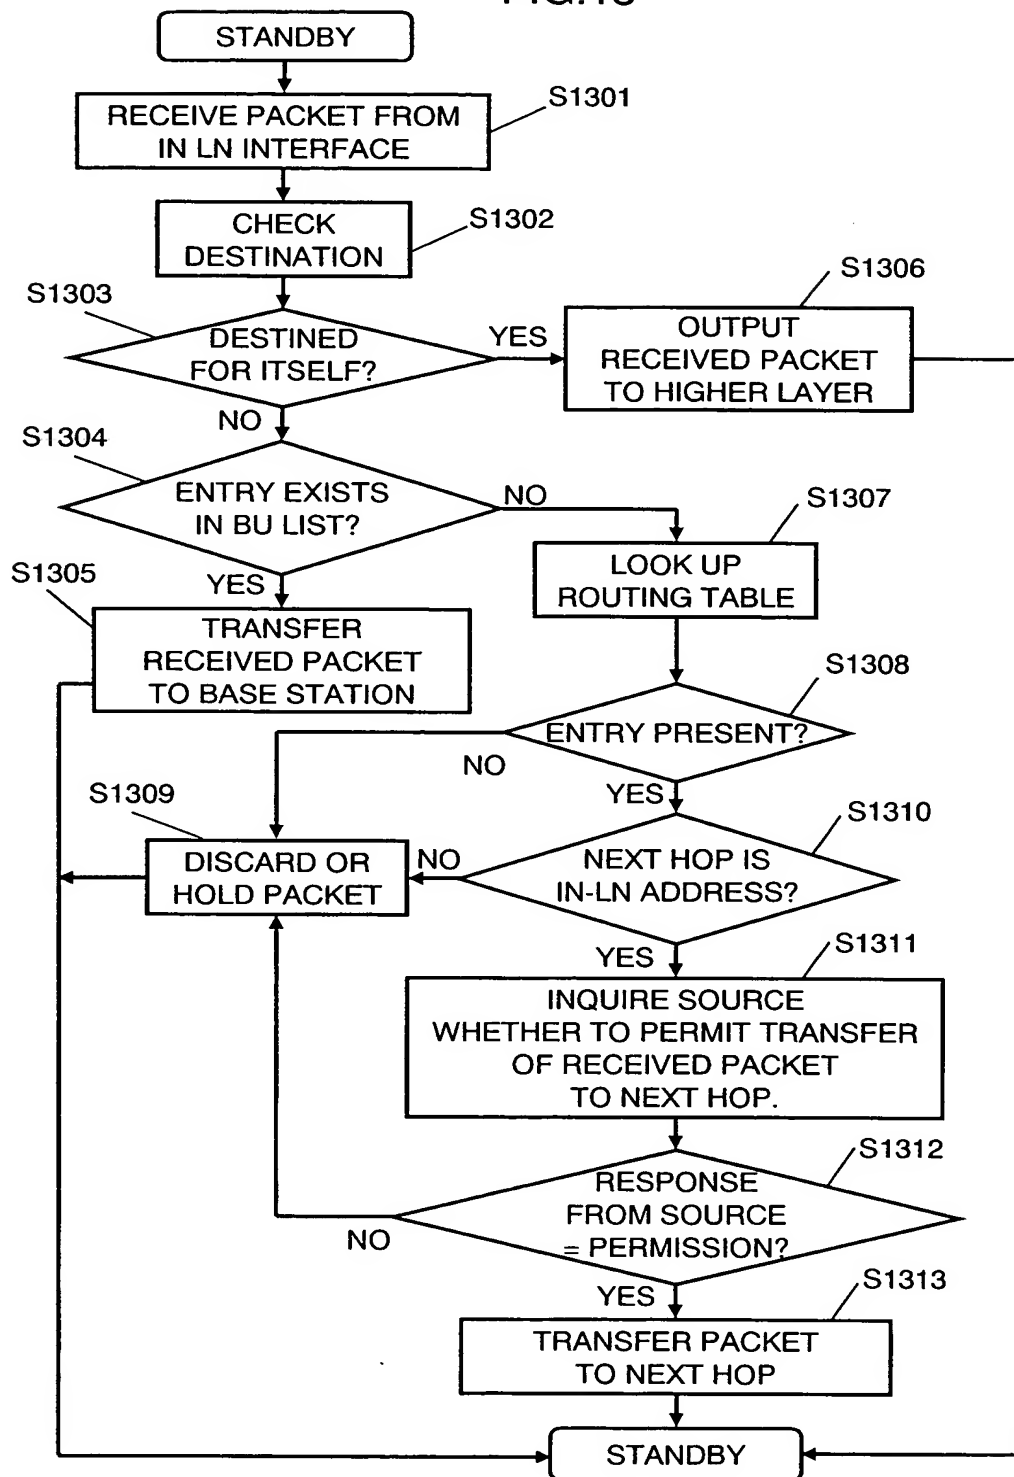 STANDBY
S1301
RECEIVE PACKET FROM
IN LN INTERFACE
S1302
CHECK
DESTINATION
S1303
DESTINED
FOR ITSELF?
YES
NO
S1306
OUTPUT
RECEIVED PACKET
TO HIGHER LAYER
S1304
ENTRY EXISTS
IN BU LIST?
NO
YES
S1307
LOOK UP
ROUTING TABLE
S1305
TRANSFER
RECEIVED PACKET
TO BASE STATION
S1308
ENTRY PRESENT?
NO
YES
S1309
DISCARD OR
HOLD PACKET
S1310
NEXT HOP IS
IN-LN ADDRESS?
NO
YES
S1311
INQUIRE SOURCE
WHETHER TO PERMIT TRANSFER
OF RECEIVED PACKET
TO NEXT HOP.
S1312
RESPONSE
FROM SOURCE
= PERMISSION?
NO
YES
S1313
TRANSFER PACKET
TO NEXT HOP
STANDBY